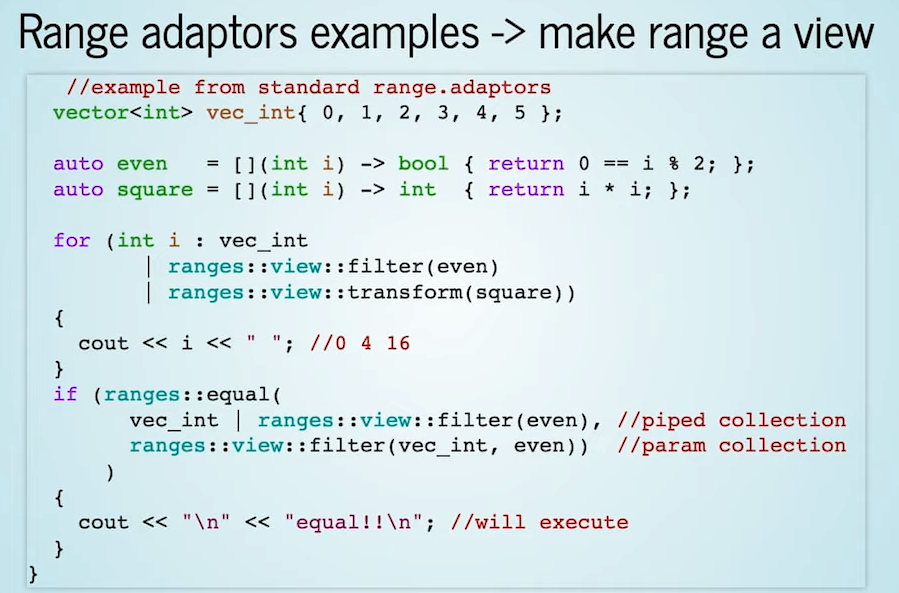 Range adaptors examples -> make range a view
//example from standard range.adaptors
vector<int> vec_int{ 0, 1, 2, 3, 4, 5 };
auto even   = [](int i) -> bool { return 0 == i % 2; };
auto square = [](int i) -> int  { return i * i; };
for (int i : vec_int
| ranges::view::filter(even)
| ranges::view::transform(square))
{
cout << i << " "; //0 4 16
}
if (ranges::equal(
vec_int | ranges::view::filter(even), //piped collection
ranges::view::filter(vec_int, even))  //param collection
)
{
cout << "\n" << "equal!!\n"; //will execute
}
}